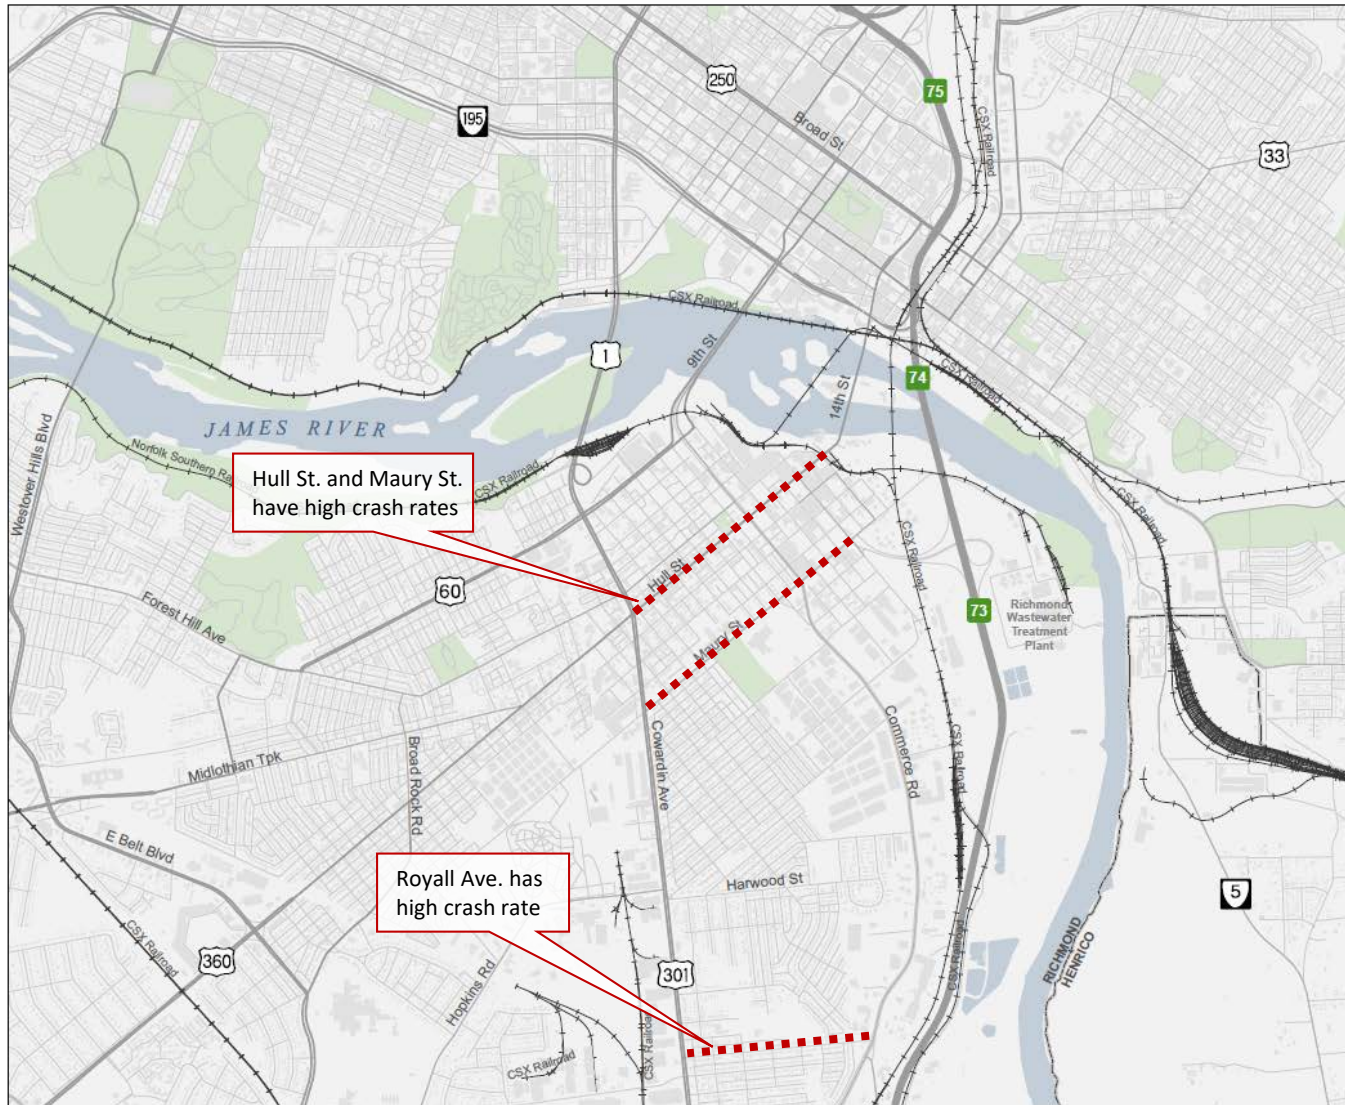 75
250
CSX Railroad
195
Broad St
33
CSX Railroad
9th St
1
74
CSX Railroad
14th St
JAMES RIVER
Westover Hills Blvd
Norfolk Southern Ra
CSX Railroad
Hull St. and Maury St.
have high crash rates
CSX Railroad
CSX Railroad
Hull St
60
73
Richmond
Wastewater
Treatment
Plant
Forest Hill Ave
Maury St
Commerce Rd
CSX Railroad
Cowardin Ave
Broad Rock Rd
Midlothian Tpk
E Belt Blvd
Royall Ave. has
high crash rate
Harwood St
5
CSX Railroad
360
CSX Railroad
RICHMOND
HENRICO
301
Hopkins Rd
CSX Railroad
CSX Railroad